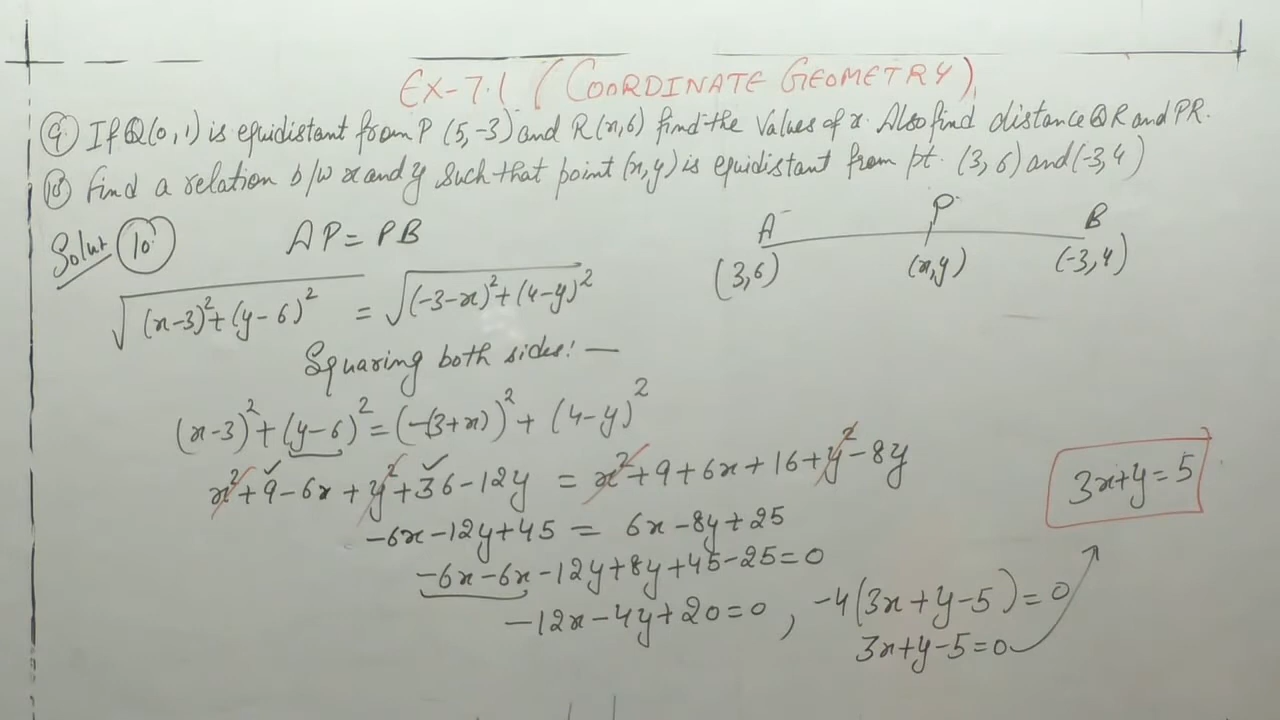 EX-7.1 (COORDINATE GEOMETRY)
9. If Q(0,1) is equidistant from P (5,-3) and R(x,6) find the values of x. Also find distance QR and PR.
10 Find a relation b/w x and y such that point (x,y) is equidistant from pt. (3,6) and (-3,4)
Solut 10.
AP = PB
A P B
(3,6) (x,y) (-3,4)
√(x-3)²+(y-6)² = √(-3-x)²+(4-y)²
Squaring both sides:—
(x-3)²+(y-6)²=(-(3+x))²+(4-y)²
x²+9-6x+y²+36-12y = x²+9+6x+16+y²-8y
-6x-12y+45 = 6x-8y+25
-6x-6x-12y+8y+45-25=0
-12x-4y+20=0, -4(3x+y-5)=0
3x+y-5=0
3x+y=5